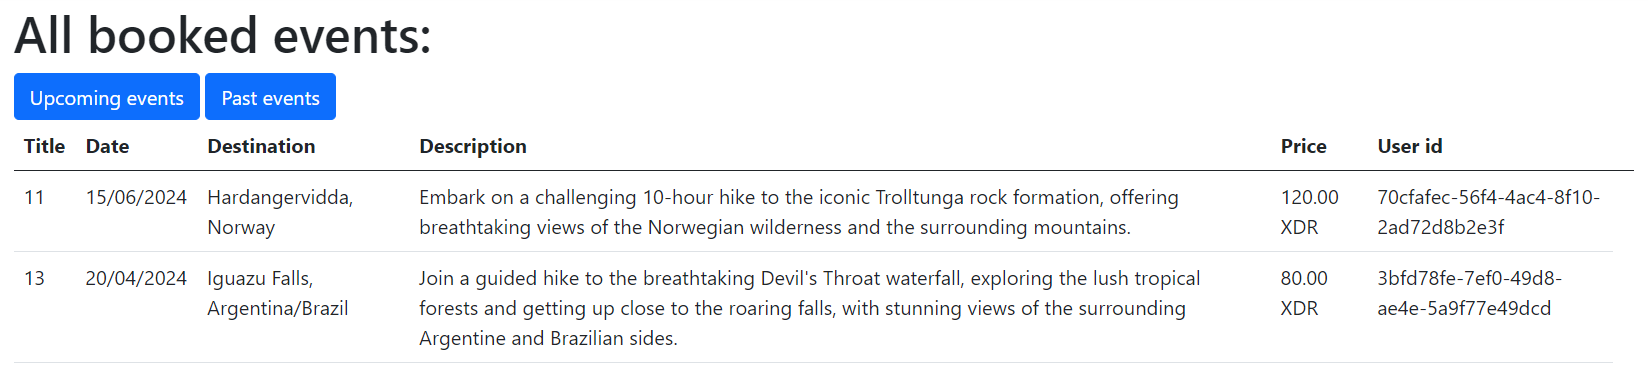 All booked events:
Upcoming events Past events
Title Date Destination Description Price User id
11 15/06/2024 Hardangervidda, Embark on a challenging 10-hour hike to the iconic Trolltunga rock formation, offering 120.00 70cfafec-56f4-4ac4-8f10-
Norway breathtaking views of the Norwegian wilderness and the surrounding mountains. XDR 2ad72d8b2e3f
13 20/04/2024 Iguazu Falls, Join a guided hike to the breathtaking Devil's Throat waterfall, exploring the lush tropical 80.00 3bfd78fe-7ef0-49d8-
Argentina/Brazil forests and getting up close to the roaring falls, with stunning views of the surrounding XDR ae4e-5a9f77e49dcd
Argentine and Brazilian sides.